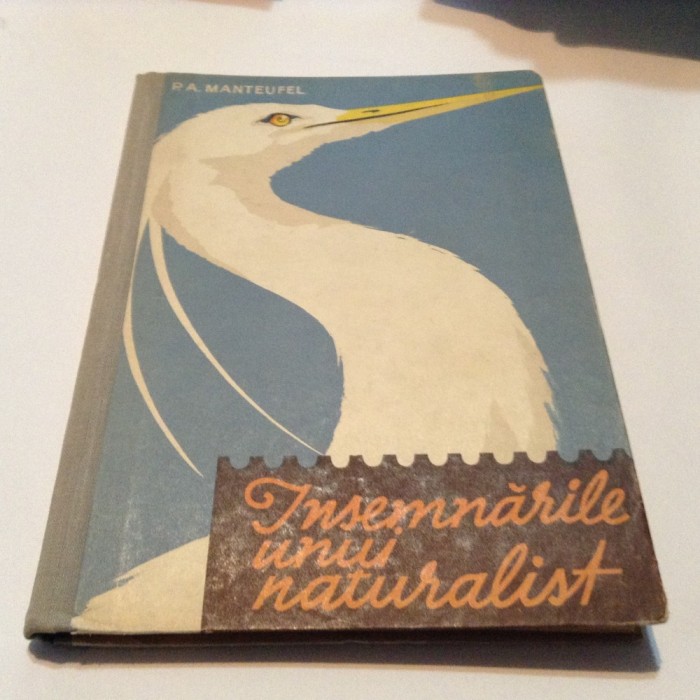 P. A. MANTEUFEL
Însemnările
unui
naturalist